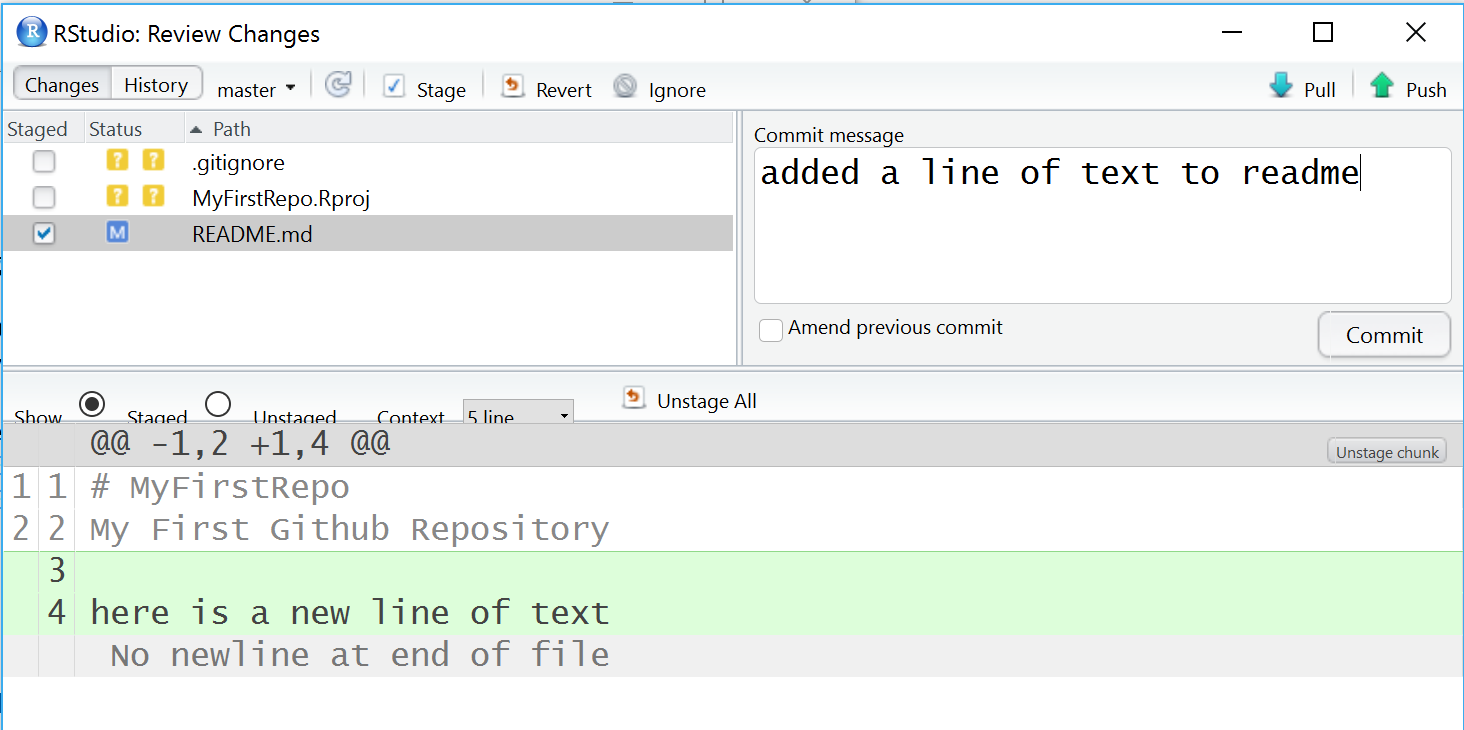 RStudio: Review Changes
Changes History master Stage Revert Ignore Pull Push
Staged Status Path
? ? .gitignore
? ? MyFirstRepo.Rproj
M README.md
Commit message
added a line of text to readme
Amend previous commit
Commit
Show Staged Unstaged Context 5 line Unstage All
@@ -1,2 +1,4 @@ Unstage chunk
1 1 # MyFirstRepo
2 2 My First Github Repository
3
4 here is a new line of text
No newline at end of file